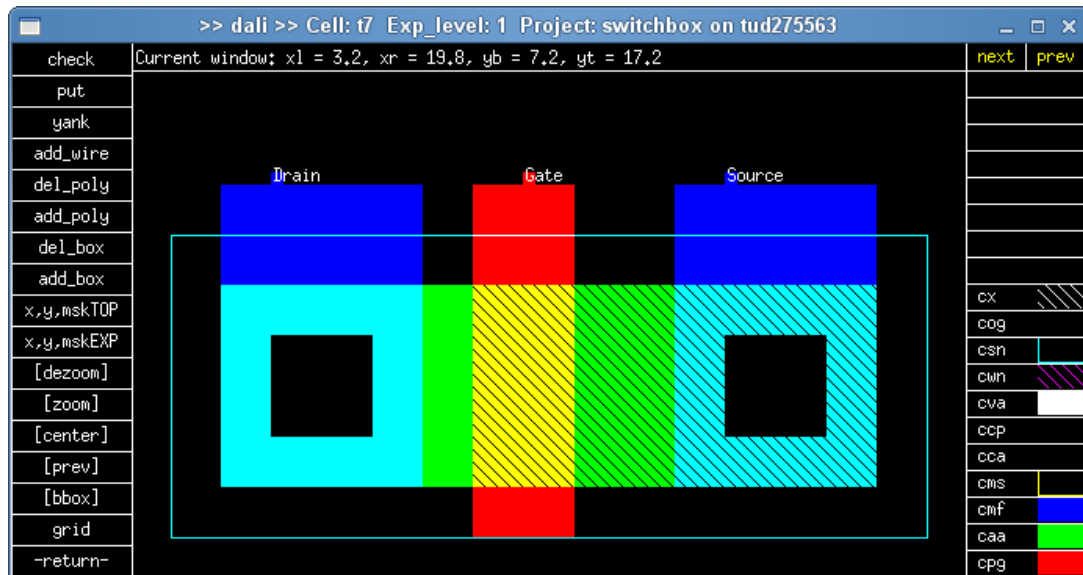 >> dali >> Cell: t7 Exp_level: 1 Project: switchbox on tud275563
check
Current window: xl = 3.2, xr = 19.8, yb = 7.2, yt = 17.2
next prev
put
yank
add_wire
del_poly
add_poly
del_box
add_box
x,y,mskTOP
x,y,mskEXP
[dezoom]
[zoom]
[center]
[prev]
[bbox]
grid
-return-
Drain Gate Source
cx
cog
csn
cwn
cva
ccp
cca
cms
cmf
caa
cpg